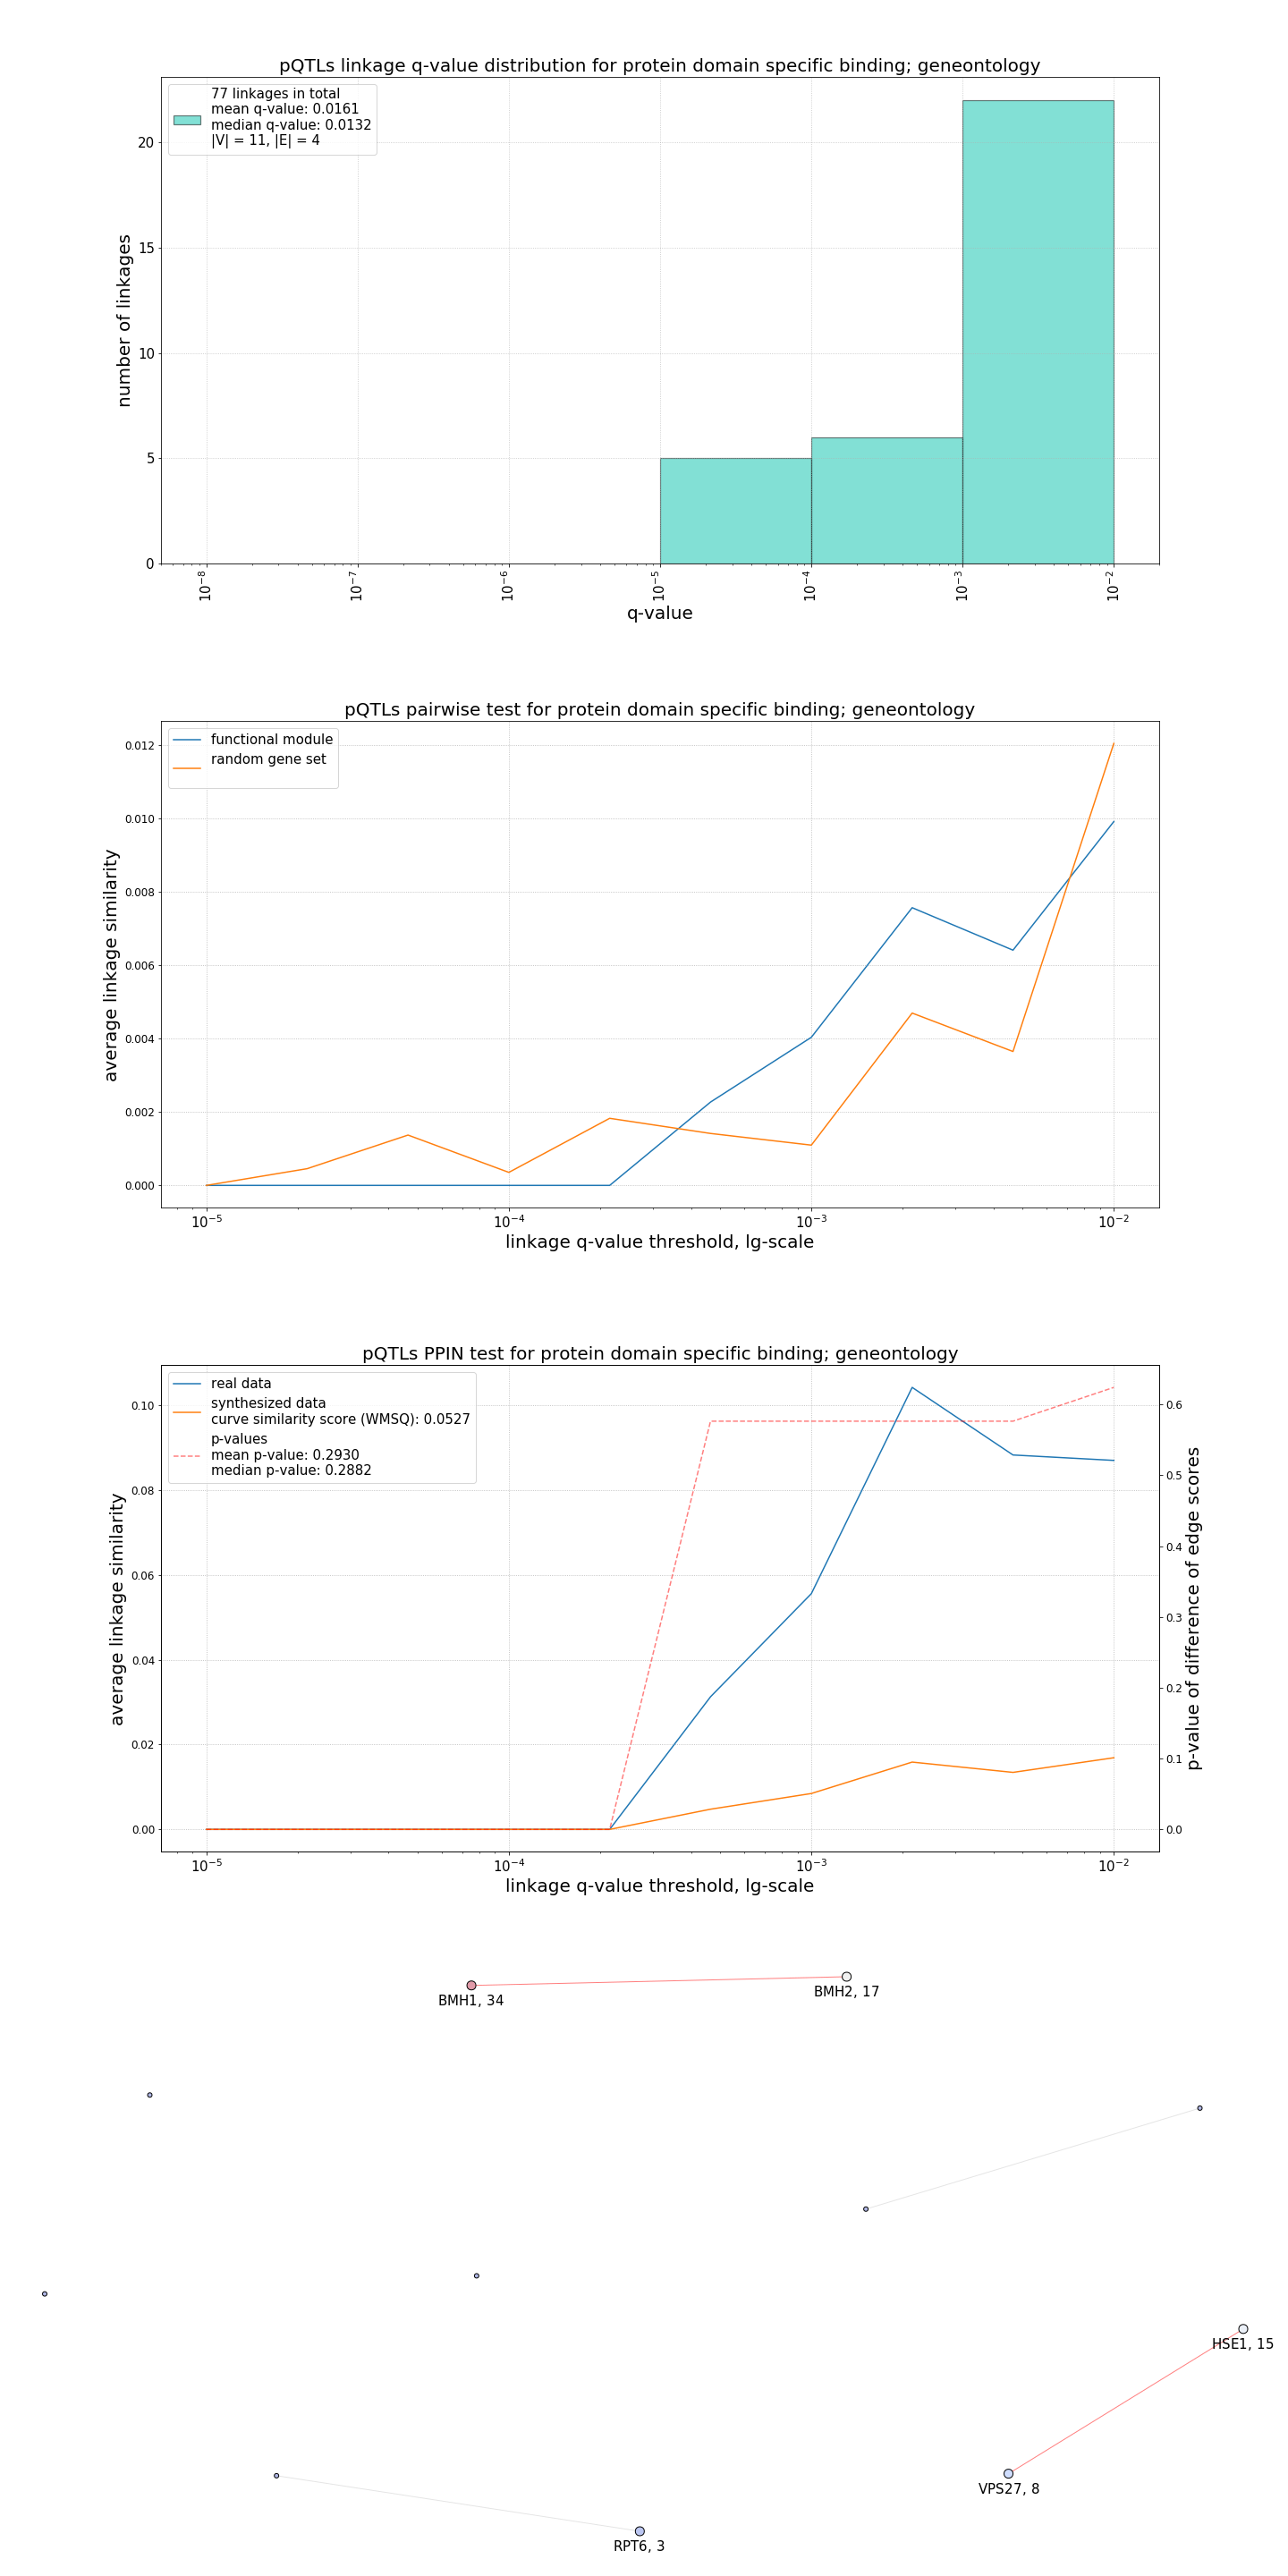 pQTLs linkage q-value distribution for protein domain specific binding; geneontology
77 linkages in total
mean q-value: 0.0161
median q-value: 0.0132
|V| = 11, |E| = 4
20
15
10
5
0
number of linkages
10⁻⁸
10⁻⁷
10⁻⁶
10⁻⁵
10⁻⁴
10⁻³
10⁻²
q-value
pQTLs pairwise test for protein domain specific binding; geneontology
functional module
random gene set
0.012
0.010
0.008
0.006
0.004
0.002
0.000
average linkage similarity
10⁻⁵
10⁻⁴
10⁻³
10⁻²
linkage q-value threshold, lg-scale
pQTLs PPIN test for protein domain specific binding; geneontology
real data
synthesized data
curve similarity score (WMSQ): 0.0527
p-values
mean p-value: 0.2930
median p-value: 0.2882
0.10
0.08
0.06
0.04
0.02
0.00
average linkage similarity
0.6
0.5
0.4
0.3
0.2
0.1
0.0
p-value of difference of edge scores
10⁻⁵
10⁻⁴
10⁻³
10⁻²
linkage q-value threshold, lg-scale
BMH1, 34
BMH2, 17
HSE1, 15
VPS27, 8
RPT6, 3